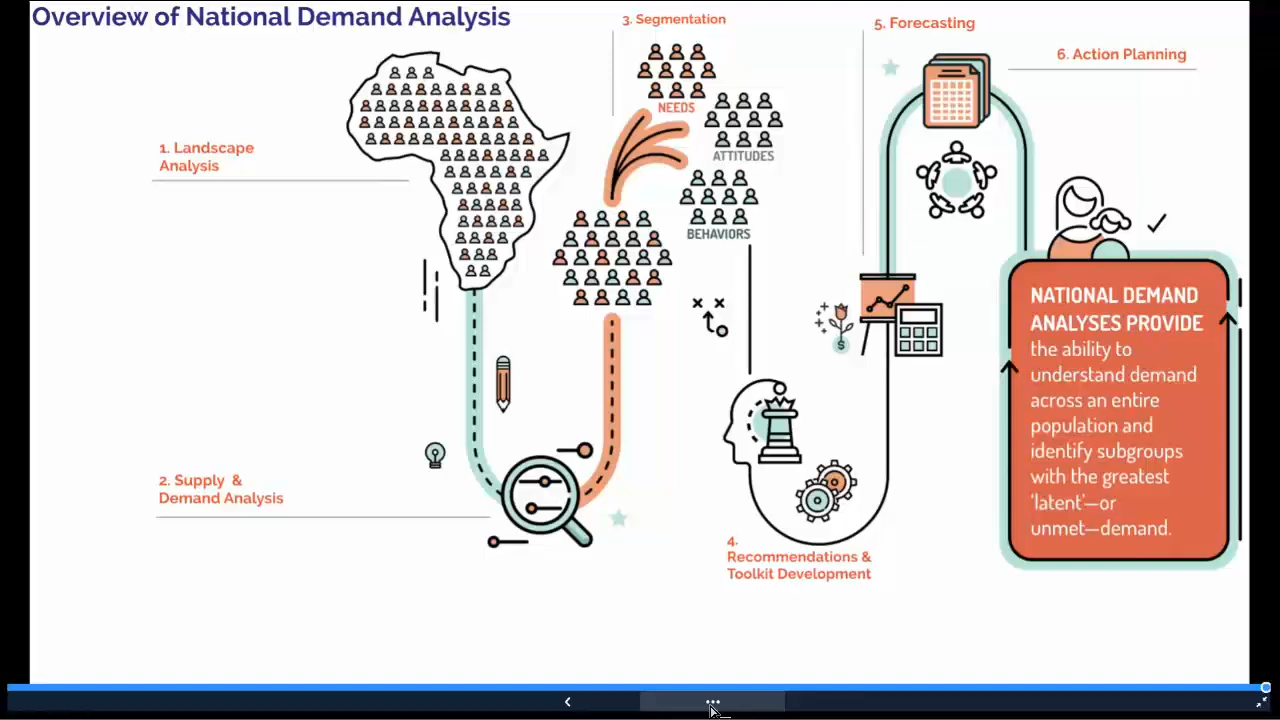 Overview of National Demand Analysis
1. Landscape
Analysis
2. Supply &
Demand Analysis
3. Segmentation
NEEDS
ATTITUDES
BEHAVIORS
4.
Recommendations &
Toolkit Development
5. Forecasting
$
6. Action Planning
NATIONAL DEMAND
ANALYSES PROVIDE
the ability to
understand demand
across an entire
population and
identify subgroups
with the greatest
‘latent’—or
unmet—demand.